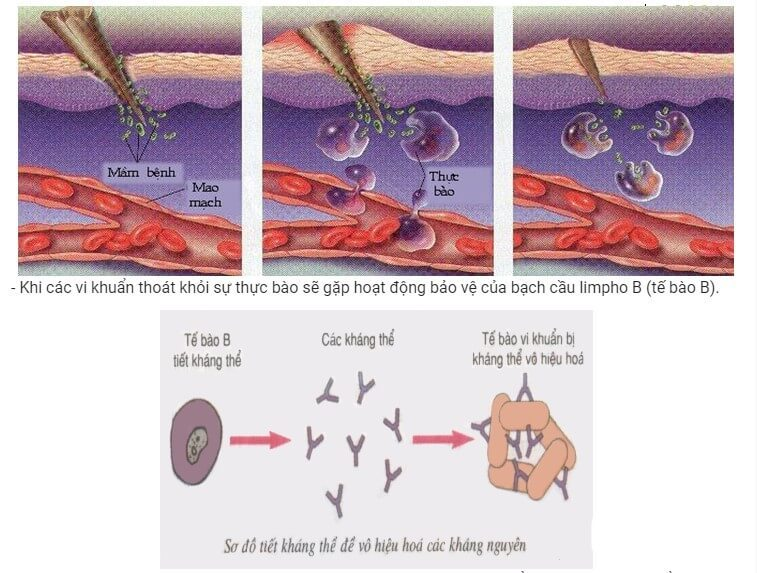 Mầm bệnh
Mao
mạch
Thực
bào
- Khi các vi khuẩn thoát khỏi sự thực bào sẽ gặp hoạt động bảo vệ của bạch cầu limpho B (tế bào B).
Tế bào B
tiết kháng thể
Các kháng thể
Tế bào vi khuẩn bị
kháng thể vô hiệu hoá
Sơ đồ tiết kháng thể để vô hiệu hoá các kháng nguyên